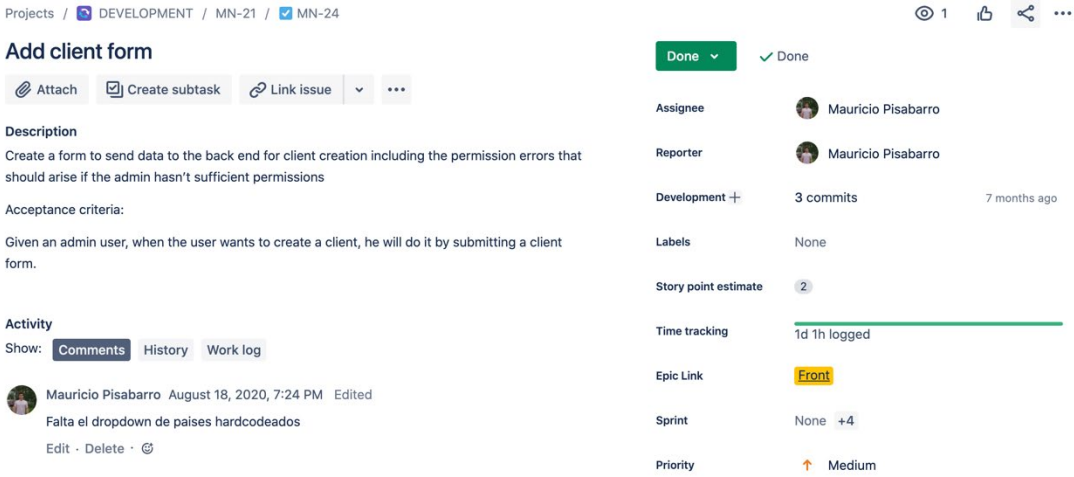 Projects / DEVELOPMENT / MN-21 / MN-24
1
Add client form
Attach
Create subtask
Link issue
Description
Create a form to send data to the back end for client creation including the permission errors that
should arise if the admin hasn't sufficient permissions
Acceptance criteria:
Given an admin user, when the user wants to create a client, he will do it by submitting a client
form.
Activity
Show: Comments History Work log
Mauricio Pisabarro August 18, 2020, 7:24 PM Edited
Falta el dropdown de paises hardcodeados
Edit · Delete ·
Done
Done
Assignee
Mauricio Pisabarro
Reporter
Mauricio Pisabarro
Development
3 commits
7 months ago
Labels
None
Story point estimate
2
Time tracking
1d 1h logged
Epic Link
Front
Sprint
None +4
Priority
Medium